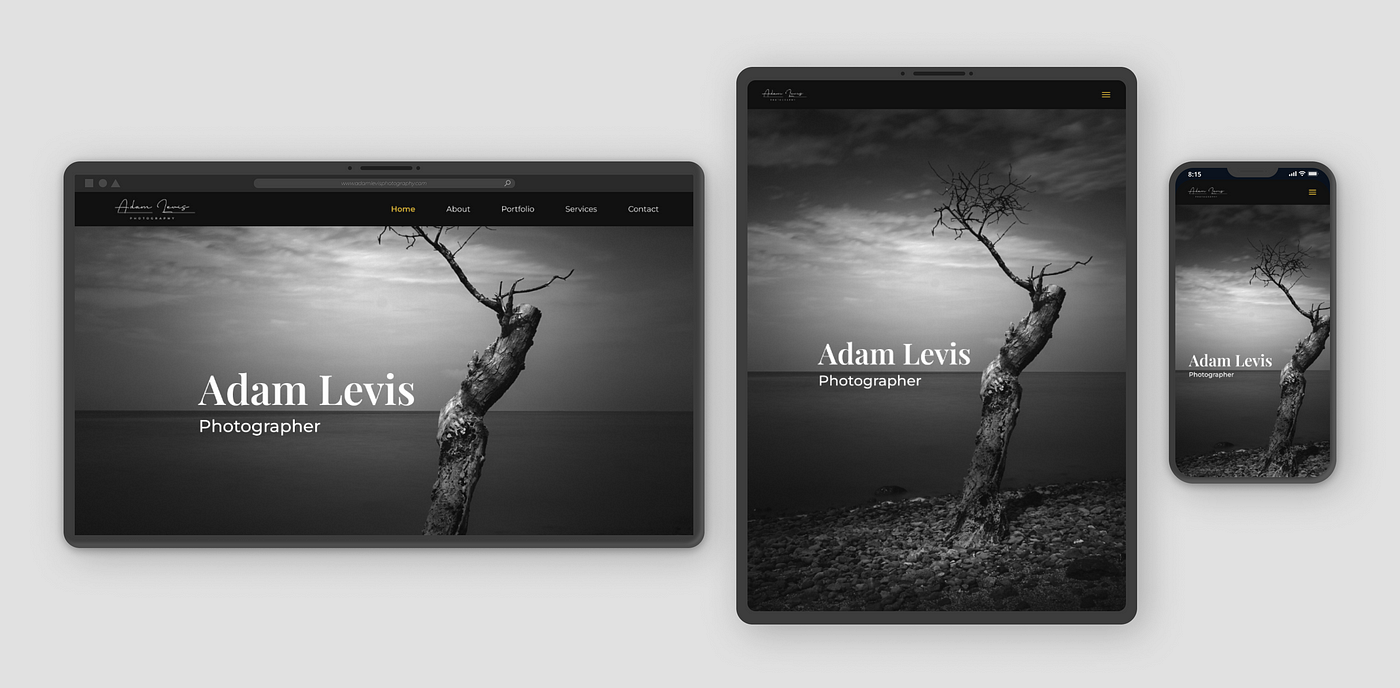 www.adamlevisphotography.com
Adam Levis
PHOTOGRAPHY
Home About Portfolio Services Contact
Adam Levis
Photographer
Adam Levis
PHOTOGRAPHY
Adam Levis
Photographer
8:15
Adam Levis
PHOTOGRAPHY
Adam Levis
Photographer